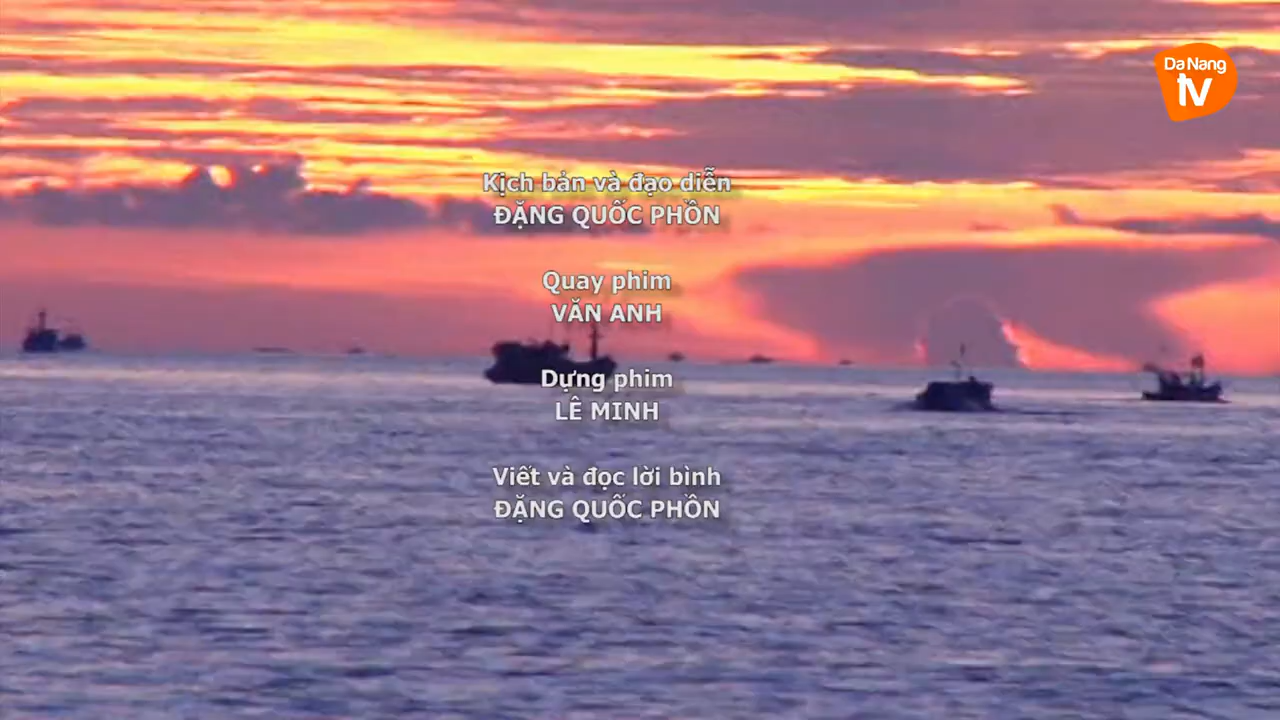 Da Nang
tv
Kịch bản và đạo diễn
ĐẶNG QUỐC PHỒN
Quay phim
VĂN ANH
Dựng phim
LÊ MINH
Viết và đọc lời bình
ĐẶNG QUỐC PHỒN